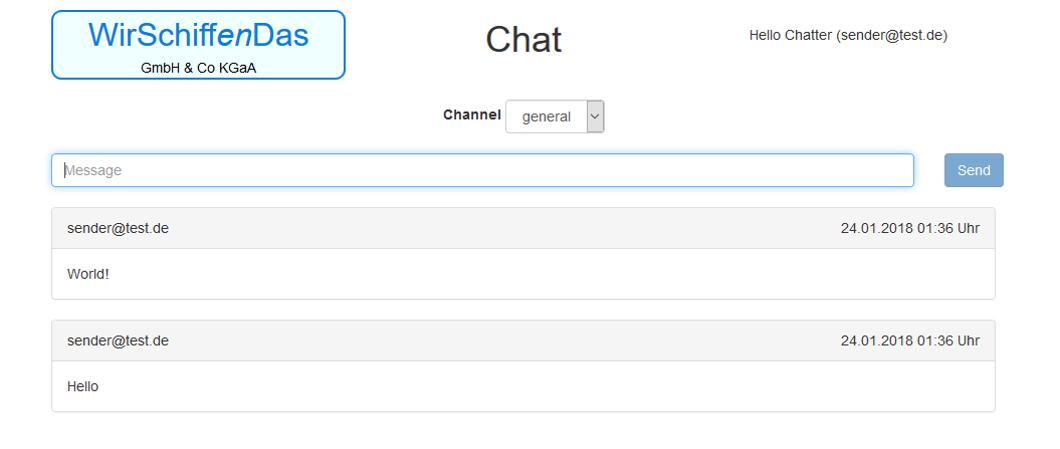 WirSchiffenDas
GmbH & Co KGaA
Chat
Hello Chatter (sender@test.de)
Channel general
Message
Send
sender@test.de 24.01.2018 01:36 Uhr
World!
sender@test.de 24.01.2018 01:36 Uhr
Hello